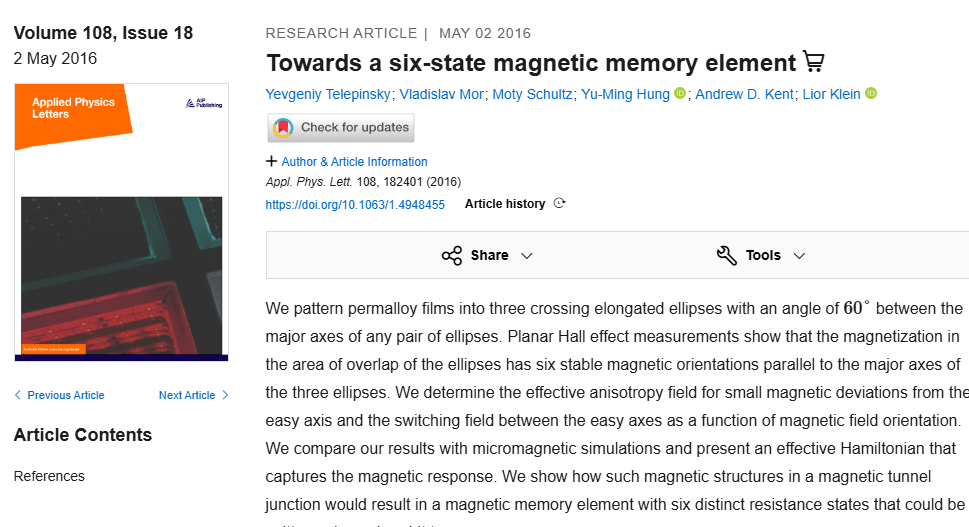 Volume 108, Issue 18
2 May 2016
Applied Physics
Letters
AIP
Publishing
Previous Article
Next Article
Article Contents
References
RESEARCH ARTICLE | MAY 02 2016
Towards a six-state magnetic memory element
Yevgeniy Telepinsky; Vladislav Mor; Moty Schultz; Yu-Ming Hung iD; Andrew D. Kent; Lior Klein iD
Check for updates
+ Author & Article Information
Appl. Phys. Lett. 108, 182401 (2016)
https://doi.org/10.1063/1.4948455 Article history
Share
Tools
We pattern permalloy films into three crossing elongated ellipses with an angle of 60° between the
major axes of any pair of ellipses. Planar Hall effect measurements show that the magnetization in
the area of overlap of the ellipses has six stable magnetic orientations parallel to the major axes of
the three ellipses. We determine the effective anisotropy field for small magnetic deviations from the
easy axis and the switching field between the easy axes as a function of magnetic field orientation.
We compare our results with micromagnetic simulations and present an effective Hamiltonian that
captures the magnetic response. We show how such magnetic structures in a magnetic tunnel
junction would result in a magnetic memory element with six distinct resistance states that could be